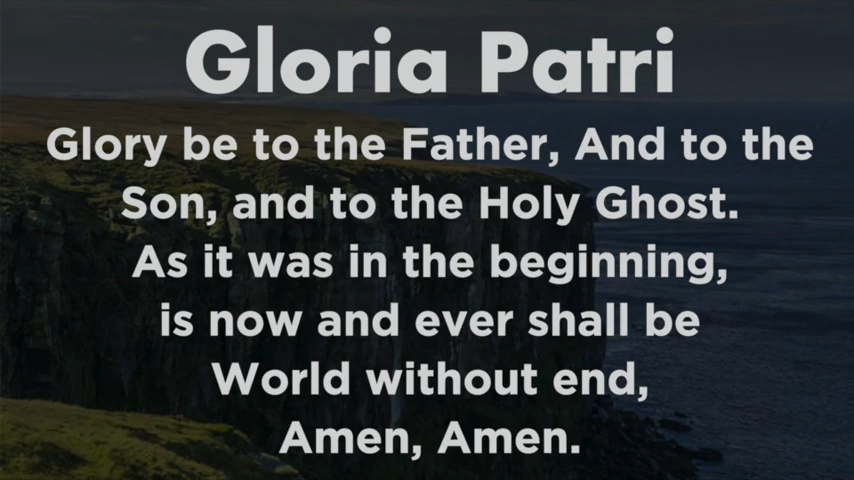 Gloria Patri
Glory be to the Father, And to the
Son, and to the Holy Ghost.
As it was in the beginning,
is now and ever shall be
World without end,
Amen, Amen.